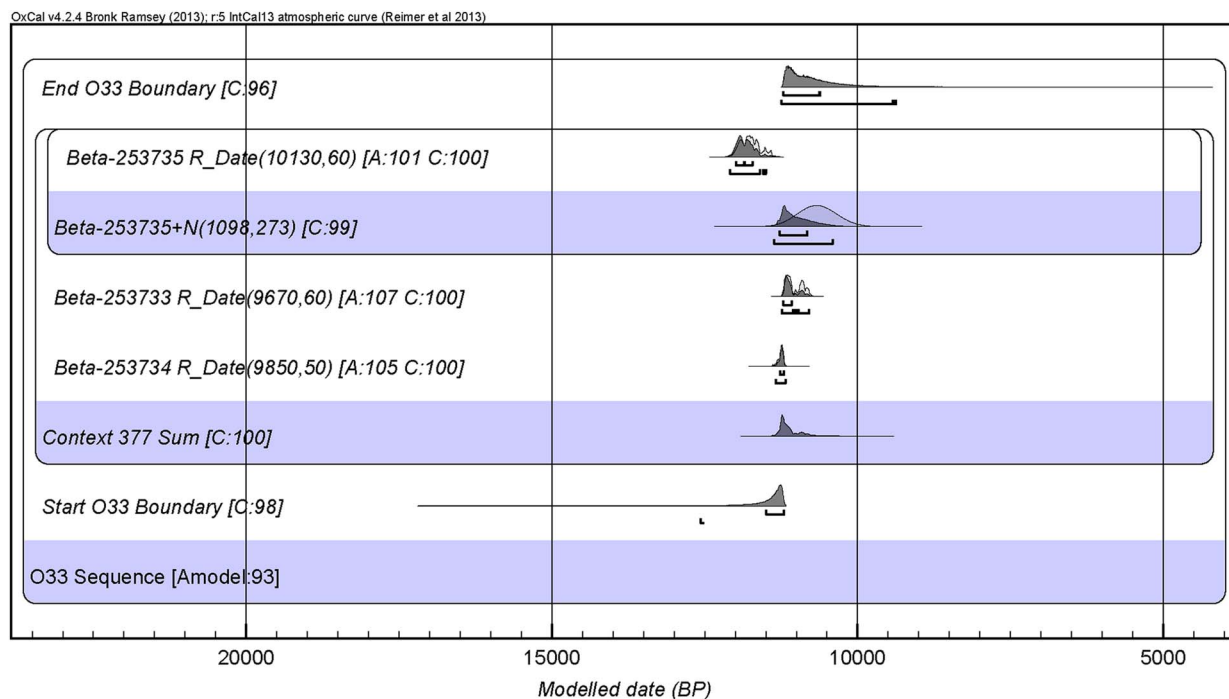 OxCal v4.2.4 Bronk Ramsey (2013); r:5 IntCal13 atmospheric curve (Reimer et al 2013)
End O33 Boundary [C:96]
Beta-253735 R_Date(10130,60) [A:101 C:100]
Beta-253735+N(1098,273) [C:99]
Beta-253733 R_Date(9670,60) [A:107 C:100]
Beta-253734 R_Date(9850,50) [A:105 C:100]
Context 377 Sum [C:100]
Start O33 Boundary [C:98]
O33 Sequence [Amodel:93]
20000 15000 10000 5000
Modelled date (BP)